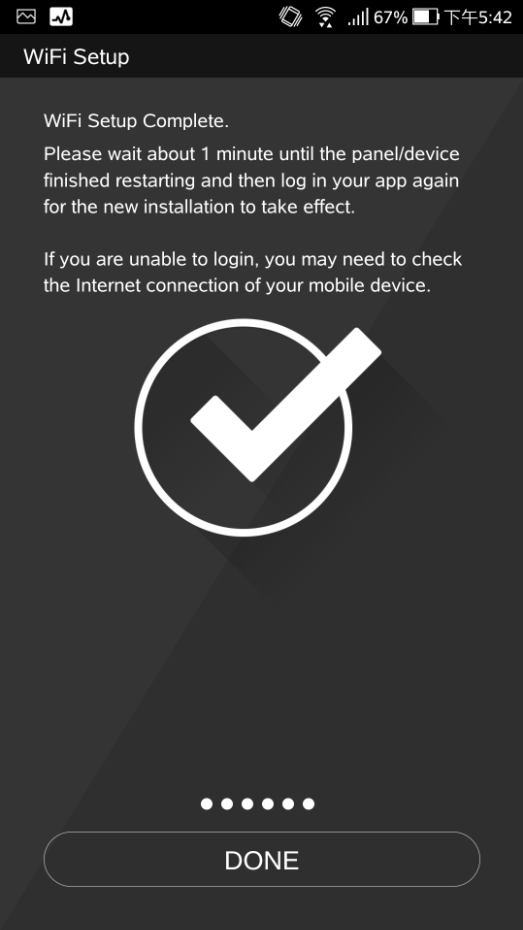 67% 下午5:42
WiFi Setup
WiFi Setup Complete.
Please wait about 1 minute until the panel/device
finished restarting and then log in your app again
for the new installation to take effect.
If you are unable to login, you may need to check
the Internet connection of your mobile device.
DONE